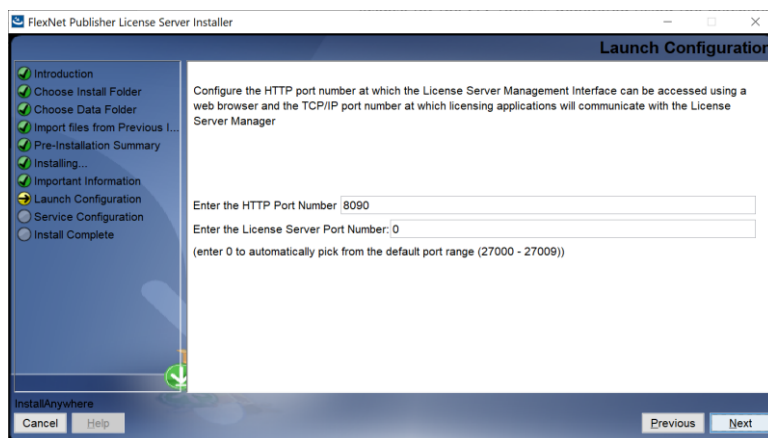 FlexNet Publisher License Server Installer
Launch Configuration
Introduction
Choose Install Folder
Choose Data Folder
Import files from Previous I...
Pre-Installation Summary
Installing...
Important Information
Launch Configuration
Service Configuration
Install Complete
Configure the HTTP port number at which the License Server Management Interface can be accessed using a
web browser and the TCP/IP port number at which licensing applications will communicate with the License
Server Manager
Enter the HTTP Port Number 8090
Enter the License Server Port Number: 0
(enter 0 to automatically pick from the default port range (27000 - 27009))
InstallAnywhere
Cancel Help Previous Next